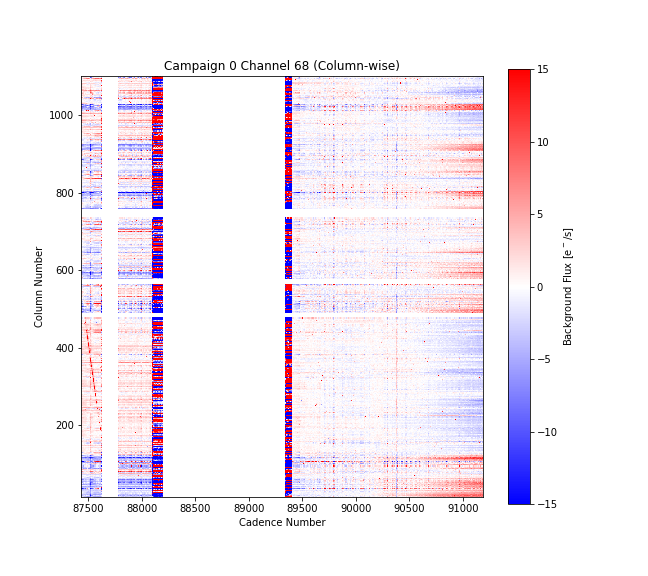 Campaign 0 Channel 68 (Column-wise)
1000
800
600
400
200
Column Number
87500 88000 88500 89000 89500 90000 90500 91000
Cadence Number
15
10
5
0
−5
−10
−15
Background Flux [e⁻/s]